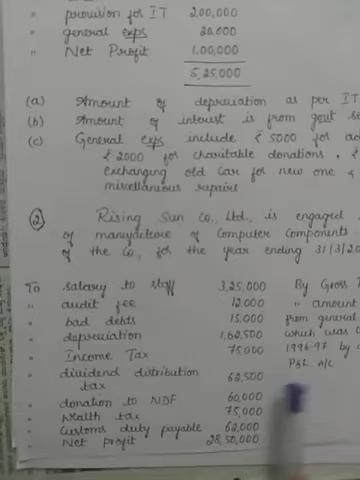 " provision for IT 2,00,000
" general exps 20,000
" Net Profit 1,00,000
5,25,000
(a) Amount of depreciation as per IT
(b) Amount of interest is from govt
(c) General exps include ₹ 5000 for
₹ 2000 for charitable donations, ₹
exchanging old car for new one &
miscellaneous repairs
② Rising Sun Co., Ltd., is engaged
of manufacture of Computer Components
of the Co., for the year ending 31/3/20
To salary to staff 3,25,000 By Gross
" audit fee 12,000 " amount
" bad debts 15,000 from general
" depreciation 1,62,500 which was
" Income Tax 75,000 1996-97 by
" dividend distribution P&L A/c
tax 62,500
" donation to NDF 60,000
" wealth tax 75,000
" Customs duty payable 62,000
" Net profit 28,50,000